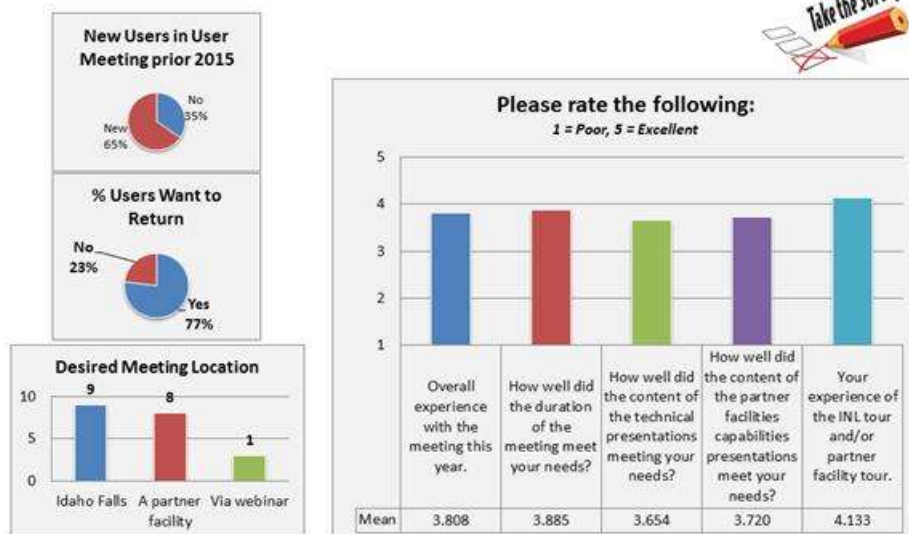 Take the
New Users in User
Meeting prior 2015
No
35%
New
65%
% Users Want to
Return
No
23%
Yes
77%
Desired Meeting Location
9
8
1
10
5
0
Idaho Falls
A partner
facility
Via webinar
Please rate the following:
1 = Poor, 5 = Excellent
5
4
3
2
1
Overall
experience
with the
meeting this
year.
How well did
the duration
of the
meeting meet
your needs?
How well did
the content of
the technical
presentations
meeting your
needs?
How well did
the content of
the partner
facilities
capabilities
presentations
meet your
needs?
Your
experience of
the INL tour
and/or
partner
facility tour.
Mean
3.808
3.885
3.654
3.720
4.133